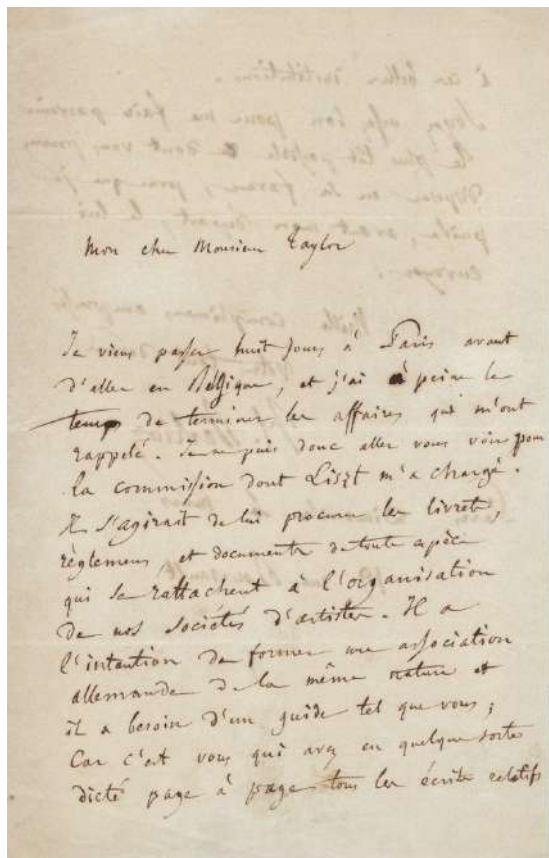 Mon cher Monsieur Taylor
Je viens passer huit jours à Paris avant
d'aller en Belgique, et j'ai à peine le
temps de terminer les affaires qui m'ont
rappelé. Je ne puis donc aller vous voir pour
la commission dont Liszt m'a chargé.
Il s'agirait de lui procurer les livrets,
règlemens et documents de toute espèce
qui se rattachent à l'organisation
de nos sociétés d'artistes. Il a
l'intention de former une association
allemande de la même nature et
il a besoin d'un guide tel que vous;
Car c'est vous qui avez en quelque sorte
dicté page à page tous les écrits relatifs